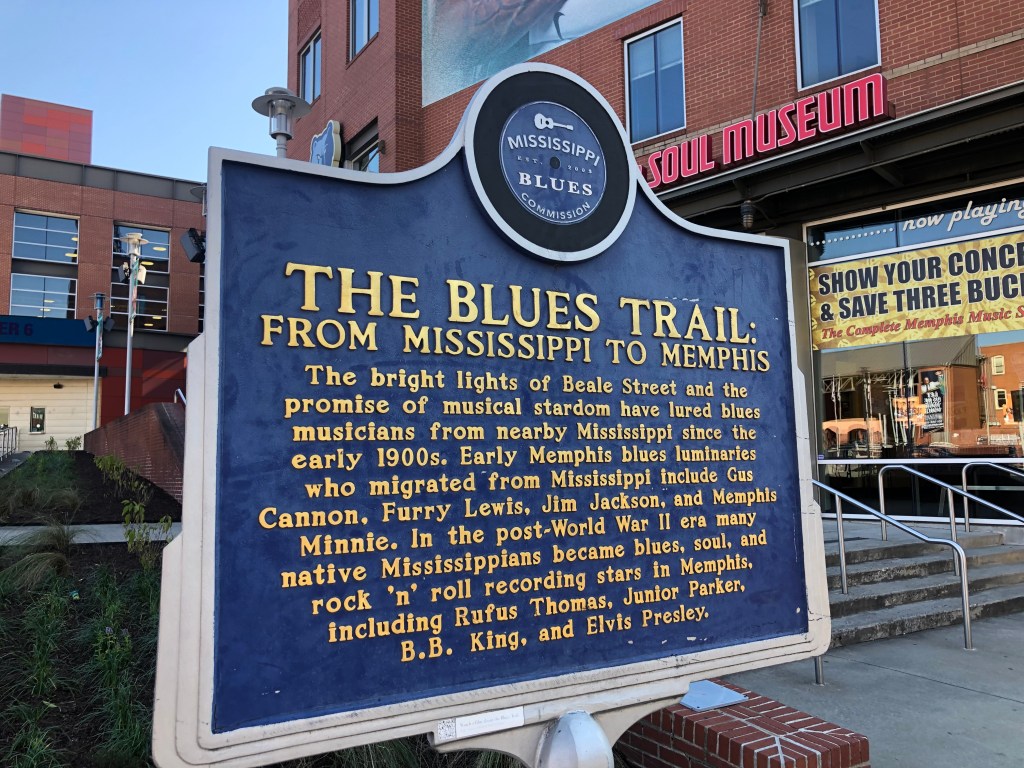 MISSISSIPPI
EST. 2006
BLUES
COMMISSION
THE BLUES TRAIL:
FROM MISSISSIPPI TO MEMPHIS
The bright lights of Beale Street and the
promise of musical stardom have lured blues
musicians from nearby Mississippi since the
early 1900s. Early Memphis blues luminaries
who migrated from Mississippi include Gus
Cannon, Furry Lewis, Jim Jackson, and Memphis
Minnie. In the post-World War II era many
native Mississippians became blues, soul, and
rock 'n' roll recording stars in Memphis,
including Rufus Thomas, Junior Parker,
B.B. King, and Elvis Presley.
SOUL MUSEUM
now playing
SHOW YOUR CONCE
& SAVE THREE BUCK
The Complete Memphis Music S
ER 6